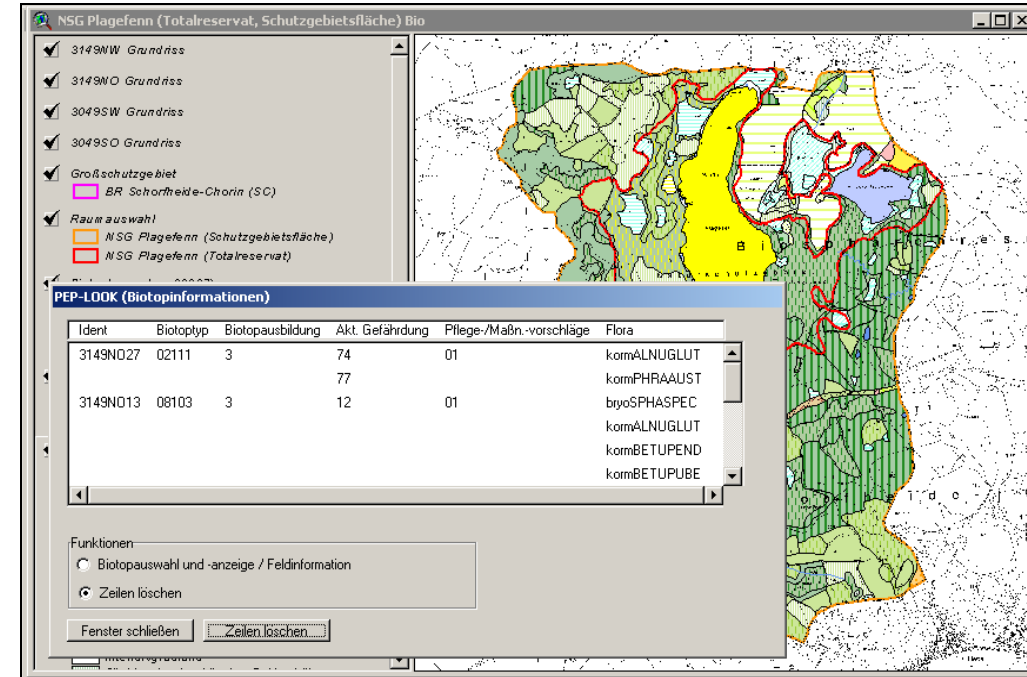 NSG Plagefenn (Totalreservat, Schutzgebietsfläche) Bio
3149NW Grundriss
3149NO Grundriss
3049SW Grundriss
3049SO Grundriss
Großschutzgebiet
BR Schorfheide-Chorin (SC)
Raumauswahl
NSG Plagefenn (Schutzgebietsfläche)
NSG Plagefenn (Totalreservat)
PEP-LOOK (Biotopinformationen)
Ident Biotoptyp Biotopausbildung Akt. Gefährdung Pflege-/Maßn.-vorschläge Flora
3149NO27 02111 3 74 01 kormALNUGLUT
77 kormPHRAAUST
3149NO13 08103 3 12 01 bryoSPHASPEC
kormALNUGLUT
kormBETUPEND
kormBETUPUBE
Funktionen
Biotopauswahl und -anzeige / Feldinformation
Zeilen löschen
Fenster schließen Zeilen löschen